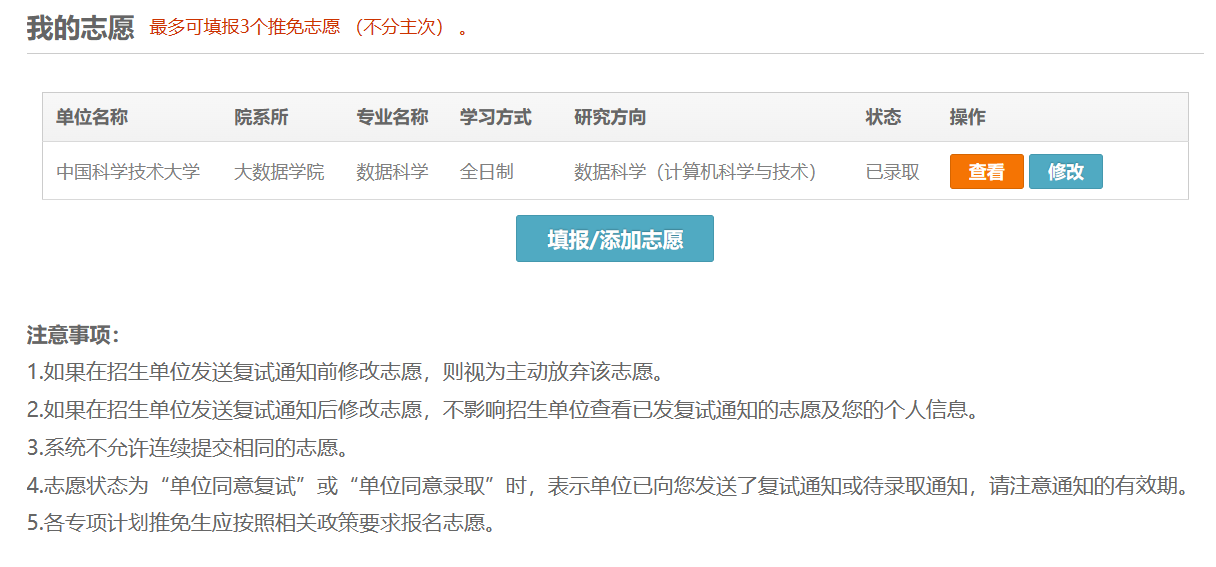 我的志愿 最多可填报3个推免志愿 （不分主次） 。
单位名称 院系所 专业名称 学习方式 研究方向 状态 操作
中国科学技术大学 大数据学院 数据科学 全日制 数据科学（计算机科学与技术） 已录取 查看 修改
填报/添加志愿
注意事项：
1.如果在招生单位发送复试通知前修改志愿，则视为主动放弃该志愿。
2.如果在招生单位发送复试通知后修改志愿，不影响招生单位查看已发复试通知的志愿及您的个人信息。
3.系统不允许连续提交相同的志愿。
4.志愿状态为“单位同意复试”或“单位同意录取”时，表示单位已向您发送了复试通知或待录取通知，请注意通知的有效期。
5.各专项计划推免生应按照相关政策要求报名志愿。